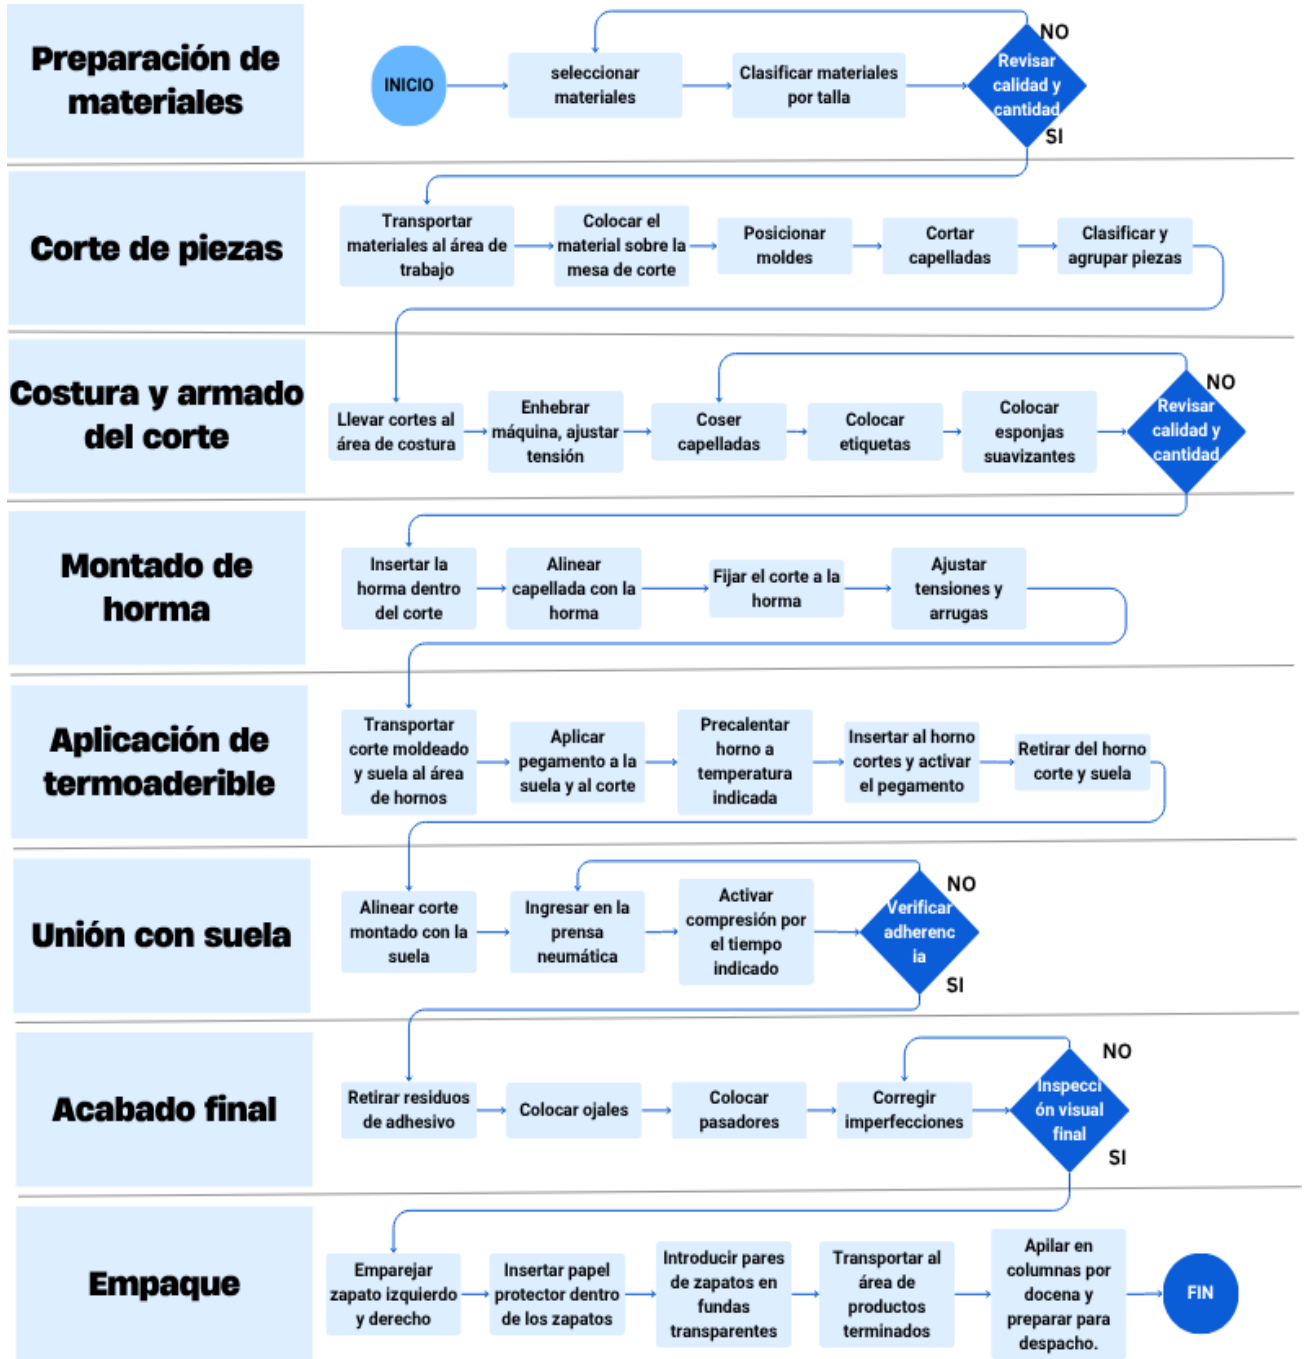 Preparación de
materiales
INICIO
seleccionar
materiales
Clasificar materiales
por talla
NO
Revisar
calidad y
cantidad
SI
Corte de piezas
Transportar
materiales al área de
trabajo
Colocar el
material sobre la
mesa de corte
Posicionar
moldes
Cortar
capelladas
Clasificar y
agrupar piezas
Costura y armado
del corte
Llevar cortes al
área de costura
Enhebrar
máquina, ajustar
tensión
Coser
capelladas
Colocar
etiquetas
Colocar
esponjas
suavizantes
NO
Revisar
calidad y
cantidad
Montado de
horma
Insertar la
horma dentro
del corte
Alinear
capellada con la
horma
Fijar el corte a la
horma
Ajustar
tensiones y
arrugas
Aplicación de
termoaderible
Transportar
corte moldeado
y suela al área
de hornos
Aplicar
pegamento a la
suela y al corte
Precalentar
horno a
temperatura
indicada
Insertar al horno
cortes y activar
el pegamento
Retirar del horno
corte y suela
Unión con suela
Alinear corte
montado con la
suela
Ingresar en la
prensa
neumática
Activar
compresión por
el tiempo
indicado
NO
Verificar
adherenc
ia
SI
Acabado final
Retirar residuos
de adhesivo
Colocar ojales
Colocar
pasadores
Corregir
imperfecciones
NO
Inspecci
ón visual
final
SI
Empaque
Emparejar
zapato izquierdo
y derecho
Insertar papel
protector dentro
de los zapatos
Introducir pares
de zapatos en
fundas
transparentes
Transportar al
área de
productos
terminados
Apilar en
columnas por
docena y
preparar para
despacho.
FIN